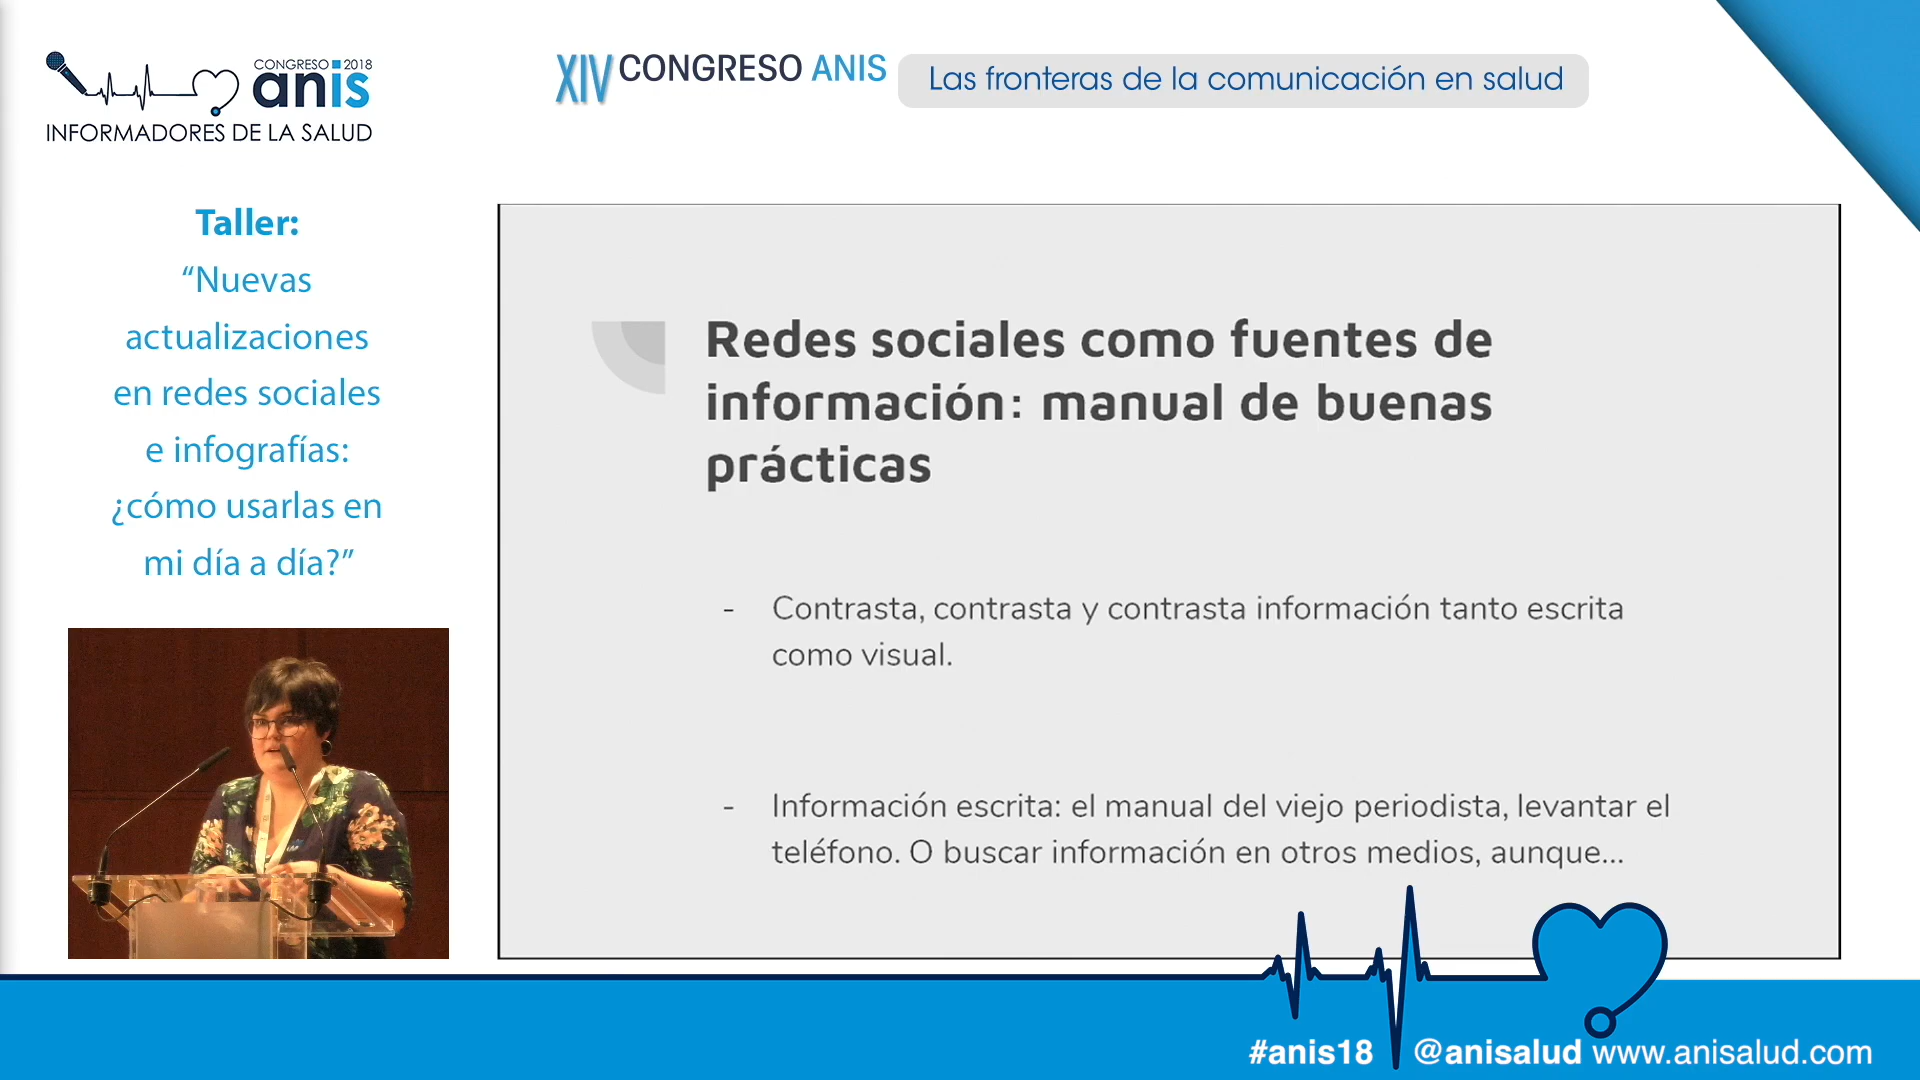 CONGRESO 2018
anis
INFORMADORES DE LA SALUD
XIV CONGRESO ANIS
Las fronteras de la comunicación en salud
Taller:
“Nuevas
actualizaciones
en redes sociales
e infografías:
¿cómo usarlas en
mi día a día?”
Redes sociales como fuentes de
información: manual de buenas
prácticas
- Contrasta, contrasta y contrasta información tanto escrita
como visual.
- Información escrita: el manual del viejo periodista, levantar el
teléfono. O buscar información en otros medios, aunque...
#anis18 @anisalud www.anisalud.com